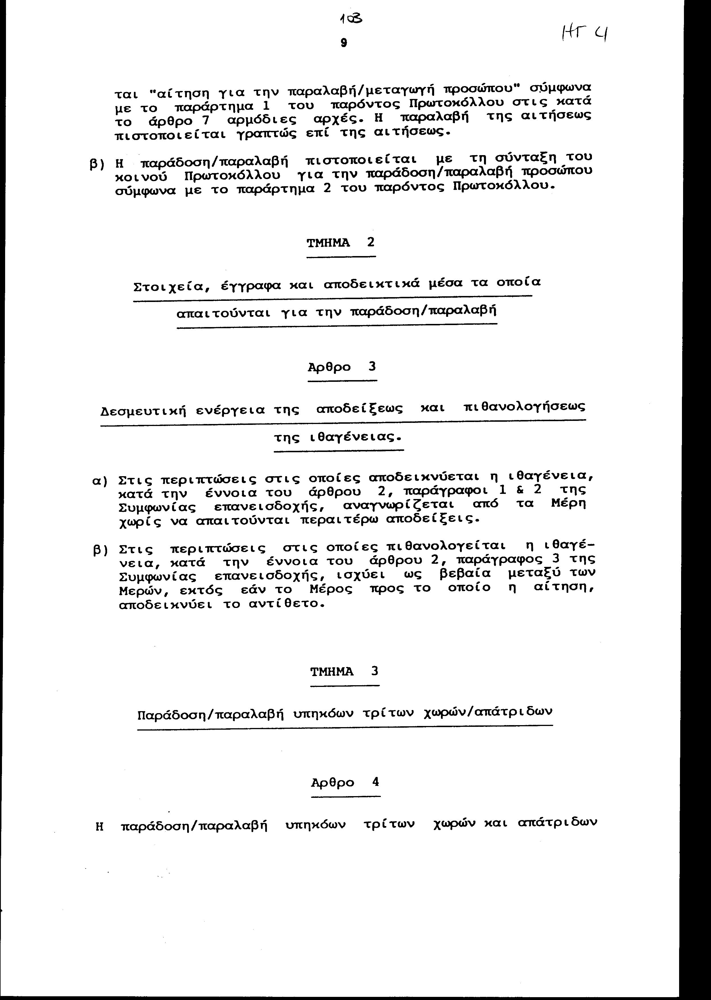 103
ΗΓ 4
9
ται "αίτηση για την παραλαβή/μεταγωγή προσώπου" σύμφωνα
με το παράρτημα 1 του παρόντος Πρωτοκόλλου στις κατά
το άρθρο 7 αρμόδιες αρχές. Η παραλαβή της αιτήσεως
πιστοποιείται γραπτώς επί της αιτήσεως.
β) Η παράδοση/παραλαβή πιστοποιείται με τη σύνταξη του
κοινού Πρωτοκόλλου για την παράδοση/παραλαβή προσώπου
σύμφωνα με το παράρτημα 2 του παρόντος Πρωτοκόλλου.
ΤΜΗΜΑ 2
Στοιχεία, έγγραφα και αποδεικτικά μέσα τα οποία
απαιτούνται για την παράδοση/παραλαβή
Αρθρο 3
Δεσμευτική ενέργεια της αποδείξεως και πιθανολογήσεως
της ιθαγένειας.
α) Στις περιπτώσεις στις οποίες αποδεικνύεται η ιθαγένεια,
κατά την έννοια του άρθρου 2, παράγραφοι 1 & 2 της
Συμφωνίας επανεισδοχής, αναγνωρίζεται από τα Μέρη
χωρίς να απαιτούνται περαιτέρω αποδείξεις.
β) Στις περιπτώσεις στις οποίες πιθανολογείται η ιθαγέ-
νεια, κατά την έννοια του άρθρου 2, παράγραφος 3 της
Συμφωνίας επανεισδοχής, ισχύει ως βεβαία μεταξύ των
Μερών, εκτός εάν το Μέρος προς το οποίο η αίτηση,
αποδεικνύει το αντίθετο.
ΤΜΗΜΑ 3
Παράδοση/παραλαβή υπηκόων τρίτων χωρών/απάτριδων
Αρθρο 4
Η παράδοση/παραλαβή υπηκόων τρίτων χωρών και απάτριδων